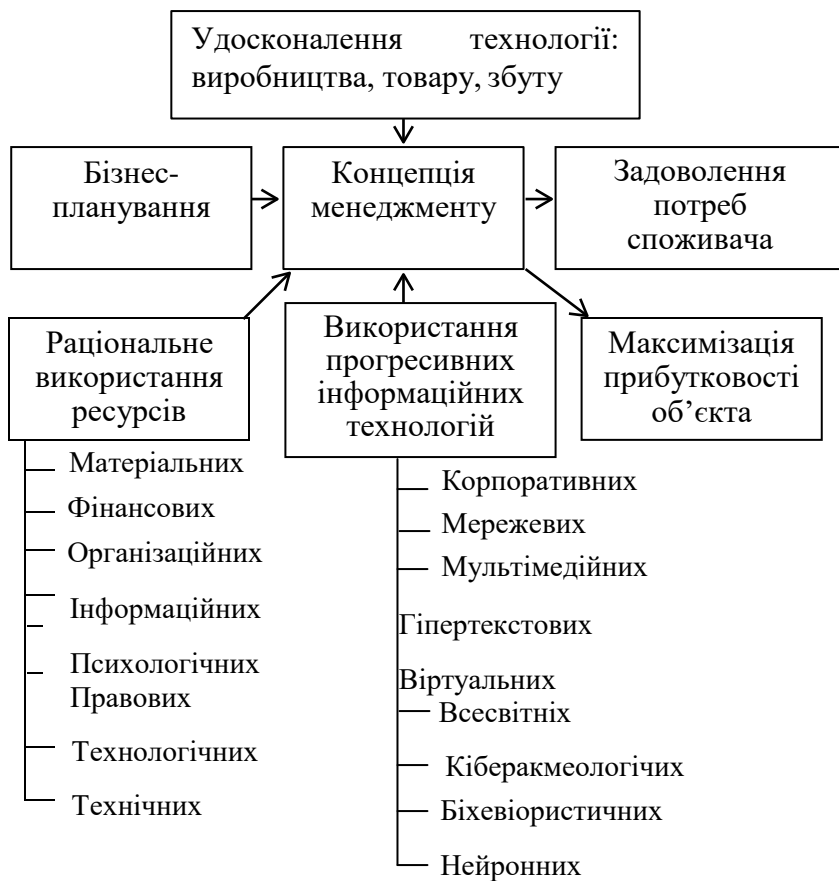 Удосконалення технології:
виробництва, товару, збуту
Бізнес-
планування
Концепція
менеджменту
Задоволення
потреб
споживача
Раціональне
використання
ресурсів
Використання
прогресивних
інформаційних
технологій
Максимізація
прибутковості
об’єкта
Матеріальних
Фінансових
Організаційних
Інформаційних
Психологічних
Правових
Технологічних
Технічних
Корпоративних
Мережевих
Мультімедійних
Гіпертекстових
Віртуальних
Всесвітніх
Кіберакмеологічих
Біхевіористичних
Нейронних